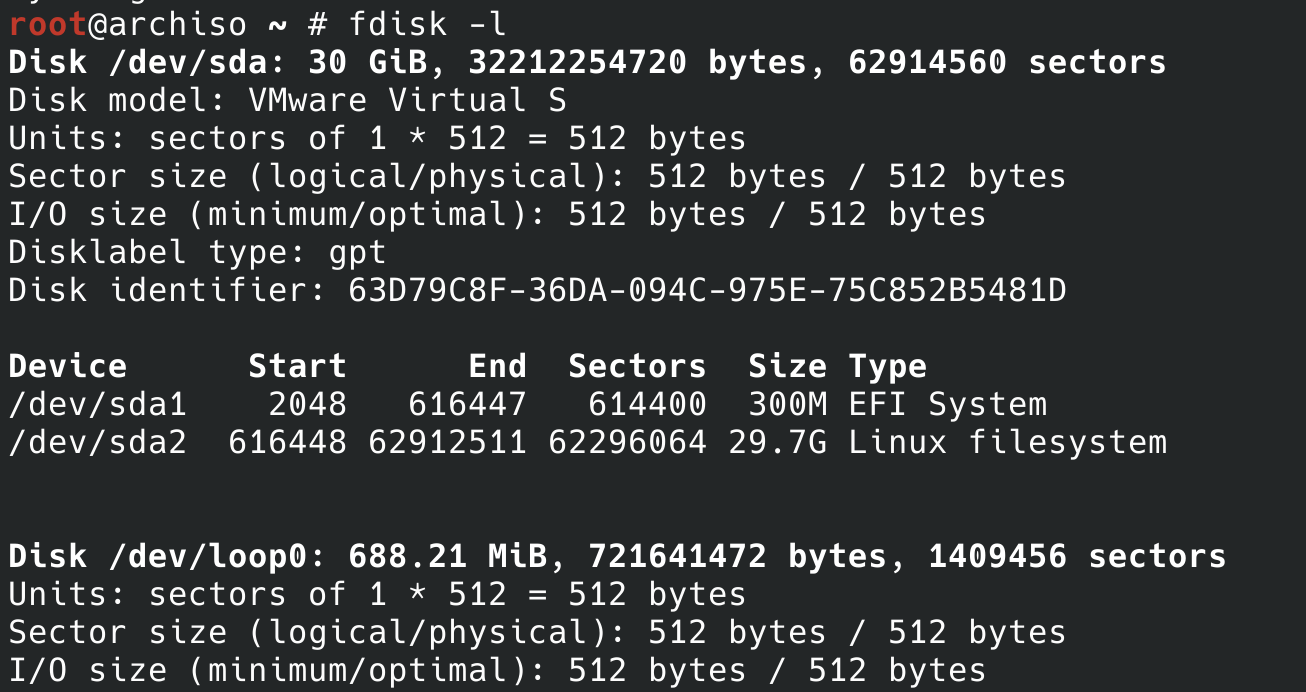 root@archiso ~ # fdisk -l
Disk /dev/sda: 30 GiB, 32212254720 bytes, 62914560 sectors
Disk model: VMware Virtual S
Units: sectors of 1 * 512 = 512 bytes
Sector size (logical/physical): 512 bytes / 512 bytes
I/O size (minimum/optimal): 512 bytes / 512 bytes
Disklabel type: gpt
Disk identifier: 63D79C8F-36DA-094C-975E-75C852B5481D
Device Start End Sectors Size Type
/dev/sda1 2048 616447 614400 300M EFI System
/dev/sda2 616448 62912511 62296064 29.7G Linux filesystem
Disk /dev/loop0: 688.21 MiB, 721641472 bytes, 1409456 sectors
Units: sectors of 1 * 512 = 512 bytes
Sector size (logical/physical): 512 bytes / 512 bytes
I/O size (minimum/optimal): 512 bytes / 512 bytes